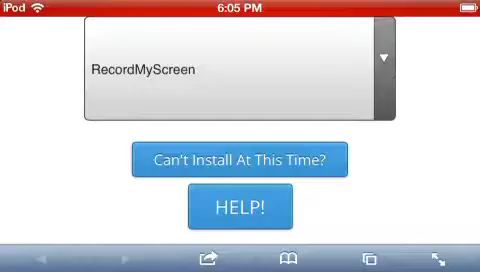 iPod
6:05 PM
RecordMyScreen
Can't Install At This Time?
HELP!